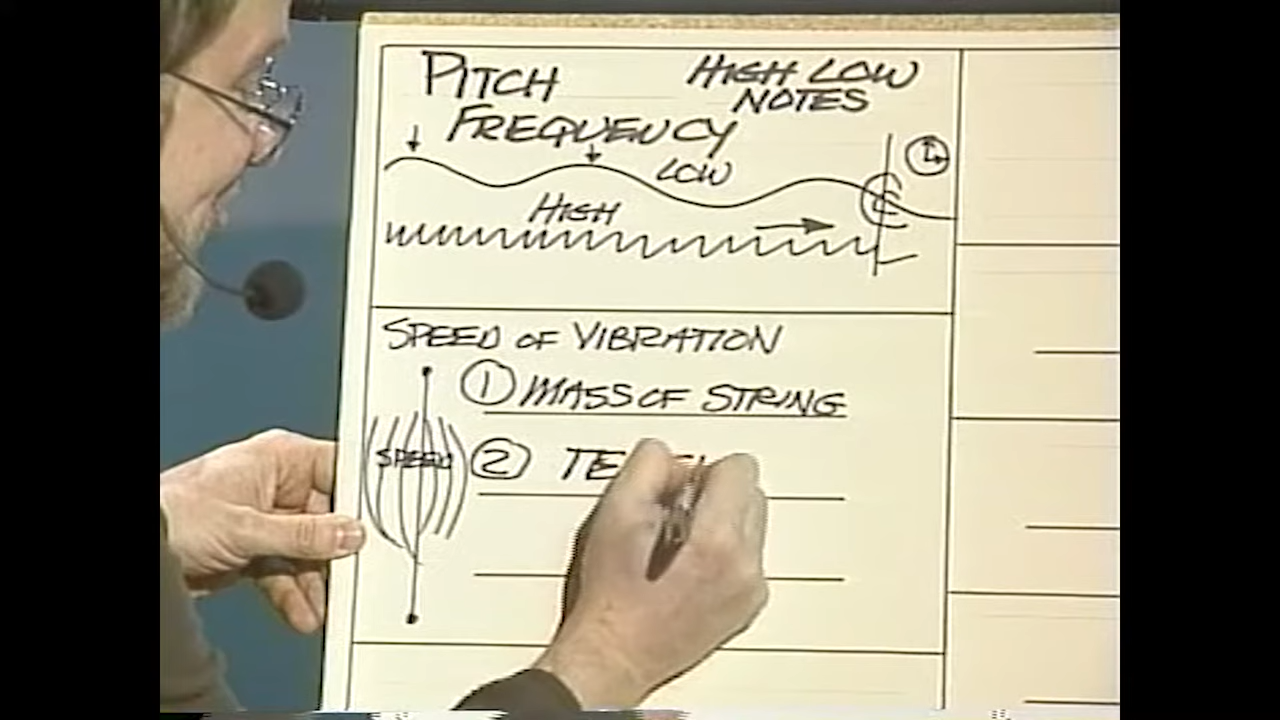 PITCH
FREQUENCY
HIGH LOW
NOTES
LOW
HIGH
SPEED OF VIBRATION
① MASS OF STRING
SPEED
②